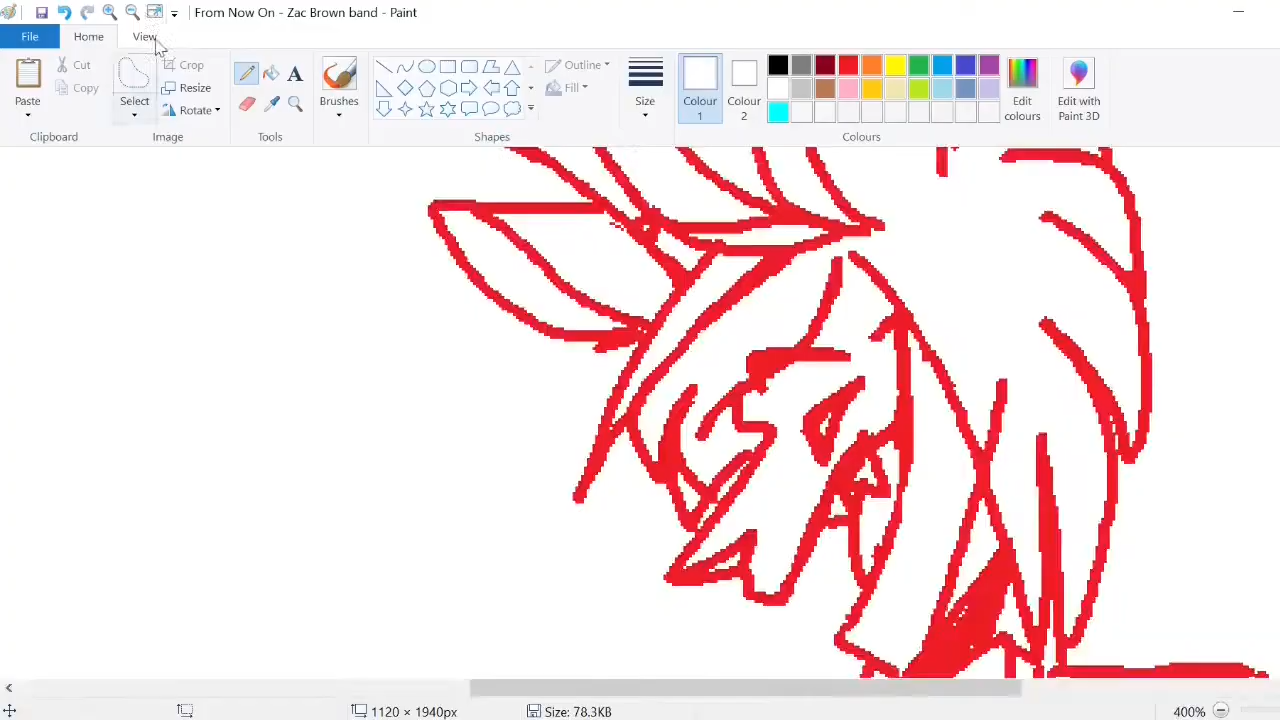 From Now On - Zac Brown band - Paint
File
Home
View
Paste
Cut
Copy
Clipboard
Select
Crop
Resize
Rotate
Image
A
Tools
Brushes
Outline
Fill
Shapes
Size
Colour
1
Colour
2
Edit
colours
Edit with
Paint 3D
Colours
1120 × 1940px
Size: 78.3KB
400%